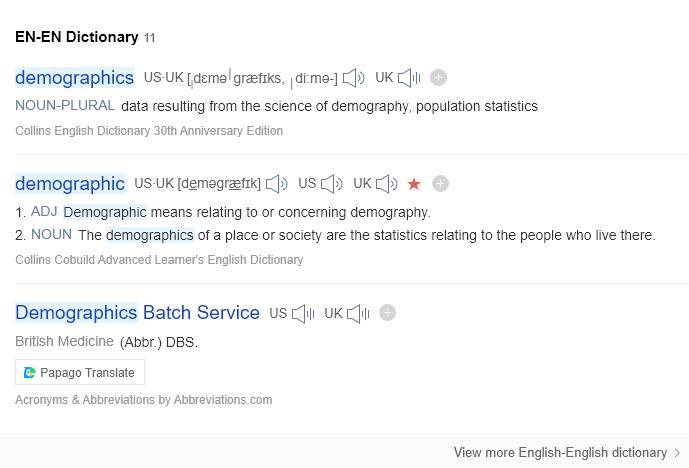 EN-EN Dictionary 11
demographics US·UK [ˌdɛməˈɡræfɪks, ˌdiːmə-] UK
NOUN-PLURAL data resulting from the science of demography, population statistics
Collins English Dictionary 30th Anniversary Edition
demographic US·UK [deməgræfɪk] US UK
1. ADJ Demographic means relating to or concerning demography.
2. NOUN The demographics of a place or society are the statistics relating to the people who live there.
Collins Cobuild Advanced Learner's English Dictionary
Demographics Batch Service US UK
British Medicine (Abbr.) DBS.
Papago Translate
Acronyms & Abbreviations by Abbreviations.com
View more English-English dictionary